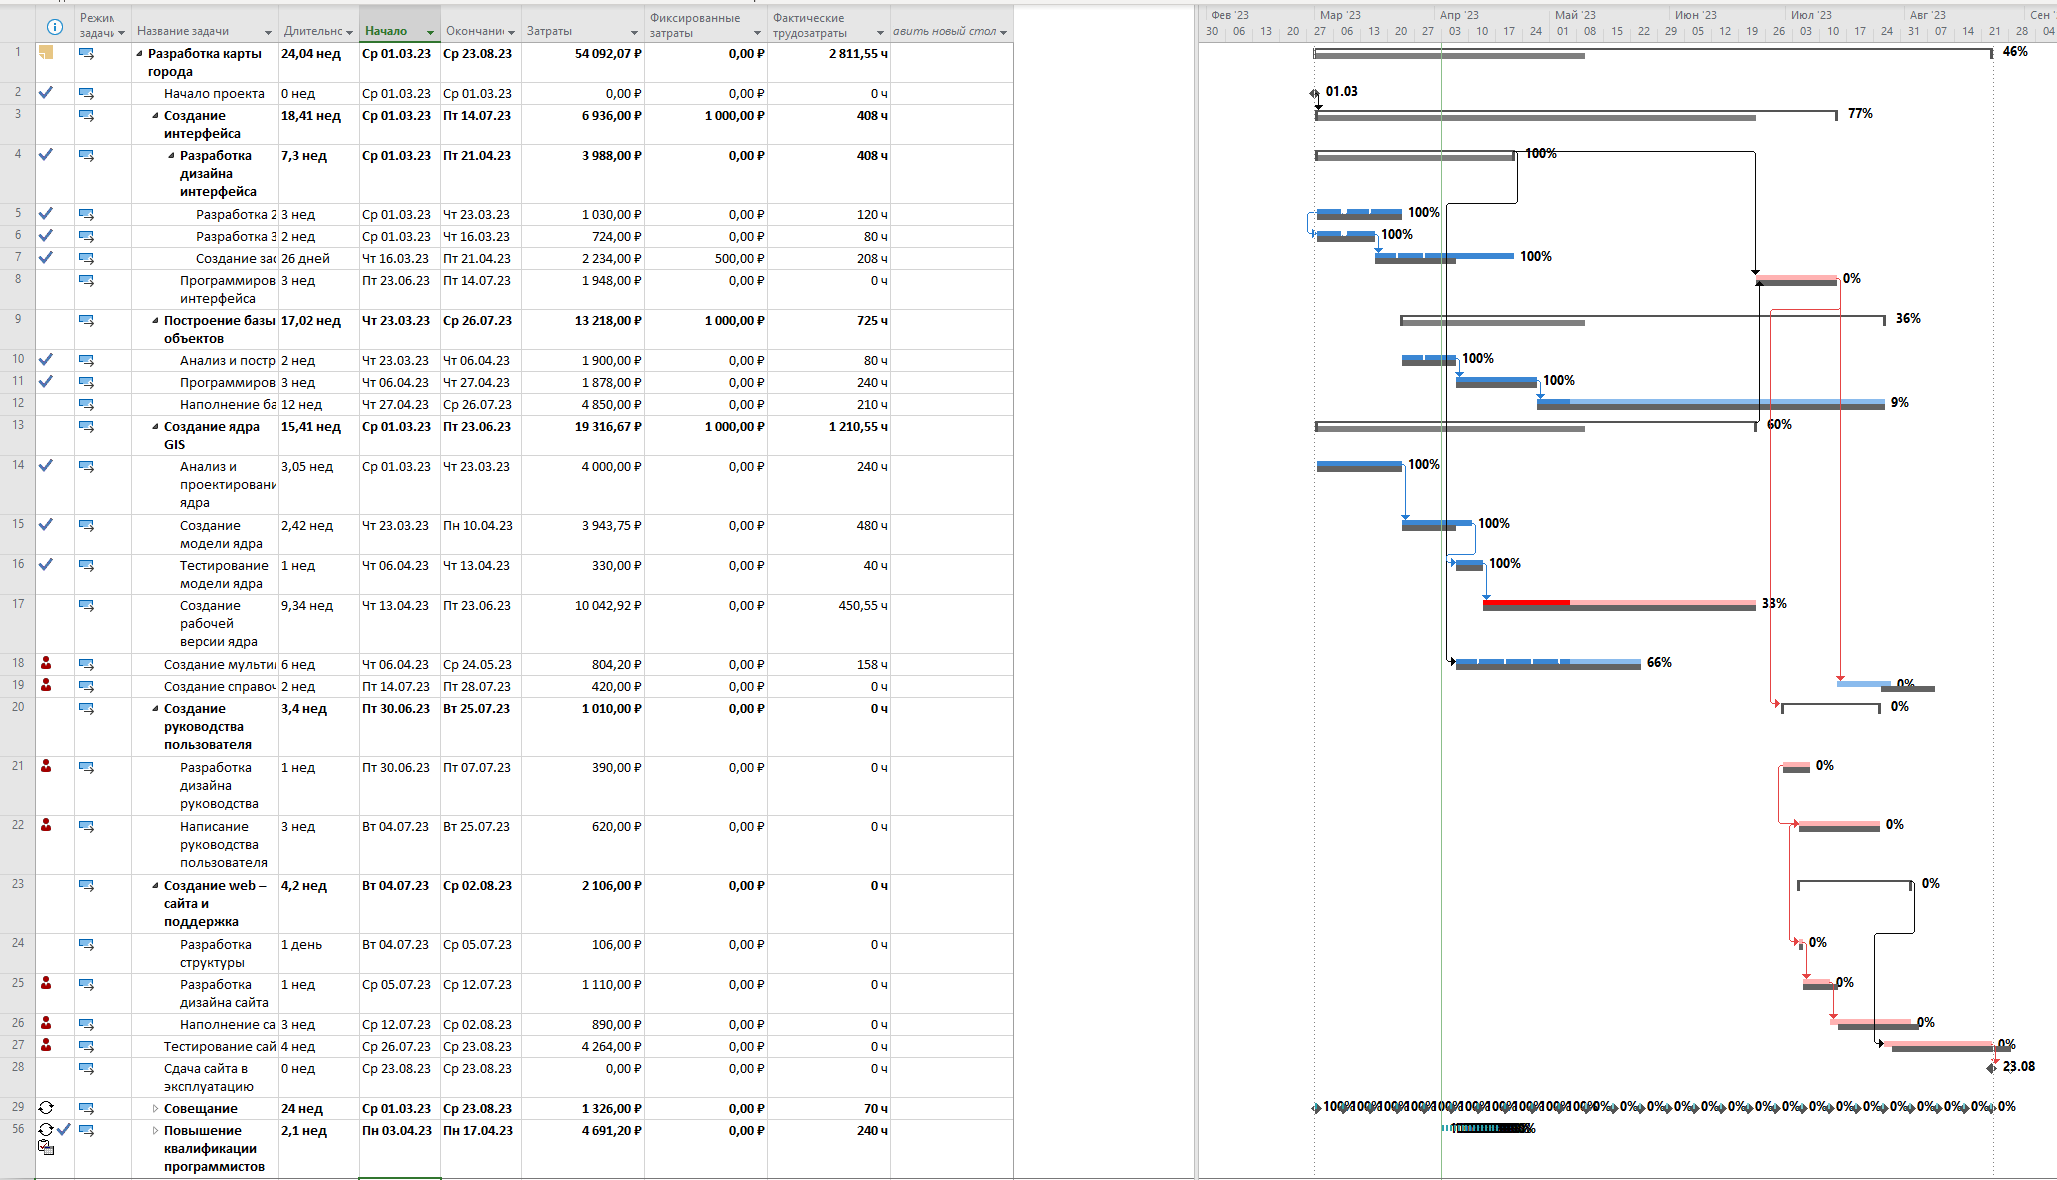 Режим задачи
Название задачи
Длительнс
Начало
Окончани
Затраты
Фиксированные затраты
Фактические трудозатраты
авить новый стол
Фев '23 Мар '23 Апр '23 Май '23 Июн '23 Июл '23 Авг '23 Сен '
30 06 13 20 27 06 13 20 27 03 10 17 24 01 08 15 22 29 05 12 19 26 03 10 17 24 31 07 14 21 28 04
1 Разработка карты города 24,04 нед Ср 01.03.23 Ср 23.08.23 54 092,07 ₽ 0,00 ₽ 2 811,55 ч 46%
2 Начало проекта 0 нед Ср 01.03.23 Ср 01.03.23 0,00 ₽ 0,00 ₽ 0 ч 01.03
3 Создание интерфейса 18,41 нед Ср 01.03.23 Пт 14.07.23 6 936,00 ₽ 1 000,00 ₽ 408 ч 77%
4 Разработка дизайна интерфейса 7,3 нед Ср 01.03.23 Пт 21.04.23 3 988,00 ₽ 0,00 ₽ 408 ч 100%
5 Разработка 2 3 нед Ср 01.03.23 Чт 23.03.23 1 030,00 ₽ 0,00 ₽ 120 ч 100%
6 Разработка 3 2 нед Ср 01.03.23 Чт 16.03.23 724,00 ₽ 0,00 ₽ 80 ч 100%
7 Создание зас 26 дней Чт 16.03.23 Пт 21.04.23 2 234,00 ₽ 500,00 ₽ 208 ч 100%
8 Программиров интерфейса 3 нед Пт 23.06.23 Пт 14.07.23 1 948,00 ₽ 0,00 ₽ 0 ч 0%
9 Построение базы объектов 17,02 нед Чт 23.03.23 Ср 26.07.23 13 218,00 ₽ 1 000,00 ₽ 725 ч 36%
10 Анализ и постр 2 нед Чт 23.03.23 Чт 06.04.23 1 900,00 ₽ 0,00 ₽ 80 ч 100%
11 Программиров 3 нед Чт 06.04.23 Чт 27.04.23 1 878,00 ₽ 0,00 ₽ 240 ч 100%
12 Наполнение ба 12 нед Чт 27.04.23 Ср 26.07.23 4 850,00 ₽ 0,00 ₽ 210 ч 9%
13 Создание ядра GIS 15,41 нед Ср 01.03.23 Пт 23.06.23 19 316,67 ₽ 1 000,00 ₽ 1 210,55 ч 60%
14 Анализ и проектировани ядра 3,05 нед Ср 01.03.23 Чт 23.03.23 4 000,00 ₽ 0,00 ₽ 240 ч 100%
15 Создание модели ядра 2,42 нед Чт 23.03.23 Пн 10.04.23 3 943,75 ₽ 0,00 ₽ 480 ч 100%
16 Тестирование модели ядра 1 нед Чт 06.04.23 Чт 13.04.23 330,00 ₽ 0,00 ₽ 40 ч 100%
17 Создание рабочей версии ядра 9,34 нед Чт 13.04.23 Пт 23.06.23 10 042,92 ₽ 0,00 ₽ 450,55 ч 33%
18 Создание мульти 6 нед Чт 06.04.23 Ср 24.05.23 804,20 ₽ 0,00 ₽ 158 ч 66%
19 Создание справоч 2 нед Пт 14.07.23 Пт 28.07.23 420,00 ₽ 0,00 ₽ 0 ч 0%
20 Создание руководства пользователя 3,4 нед Пт 30.06.23 Вт 25.07.23 1 010,00 ₽ 0,00 ₽ 0 ч 0%
21 Разработка дизайна руководства 1 нед Пт 30.06.23 Пт 07.07.23 390,00 ₽ 0,00 ₽ 0 ч 0%
22 Написание руководства пользователя 3 нед Вт 04.07.23 Вт 25.07.23 620,00 ₽ 0,00 ₽ 0 ч 0%
23 Создание web – сайта и поддержка 4,2 нед Вт 04.07.23 Ср 02.08.23 2 106,00 ₽ 0,00 ₽ 0 ч 0%
24 Разработка структуры 1 день Вт 04.07.23 Ср 05.07.23 106,00 ₽ 0,00 ₽ 0 ч 0%
25 Разработка дизайна сайта 1 нед Ср 05.07.23 Ср 12.07.23 1 110,00 ₽ 0,00 ₽ 0 ч 0%
26 Наполнение са 3 нед Ср 12.07.23 Ср 02.08.23 890,00 ₽ 0,00 ₽ 0 ч 0%
27 Тестирование сай 4 нед Ср 26.07.23 Ср 23.08.23 4 264,00 ₽ 0,00 ₽ 0 ч 0%
28 Сдача сайта в эксплуатацию 0 нед Ср 23.08.23 Ср 23.08.23 0,00 ₽ 0,00 ₽ 0 ч 23.08
29 Совещание 24 нед Ср 01.03.23 Ср 23.08.23 1 326,00 ₽ 0,00 ₽ 70 ч 100% 100% 100% 100% 100% 100% 100% 100% 100% 100% 0% 0% 0% 0% 0% 0% 0% 0% 0% 0% 0% 0% 0% 0% 0% 0%
56 Повышение квалификации программистов 2,1 нед Пн 03.04.23 Пн 17.04.23 4 691,20 ₽ 0,00 ₽ 240 ч